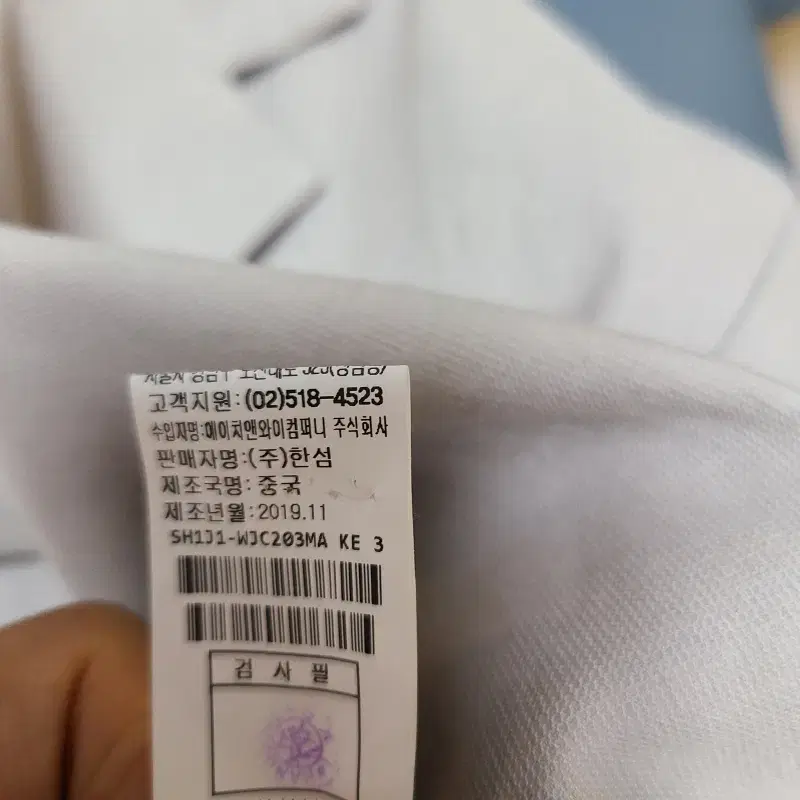 고객지원:(02)518-4523
수입자명:에이치앤와이컴퍼니 주식회사
판매자명:(주)한섬
제조국명: 중국
제조년월:2019.11
SH1J1-WJC203MA KE 3
검 사 필